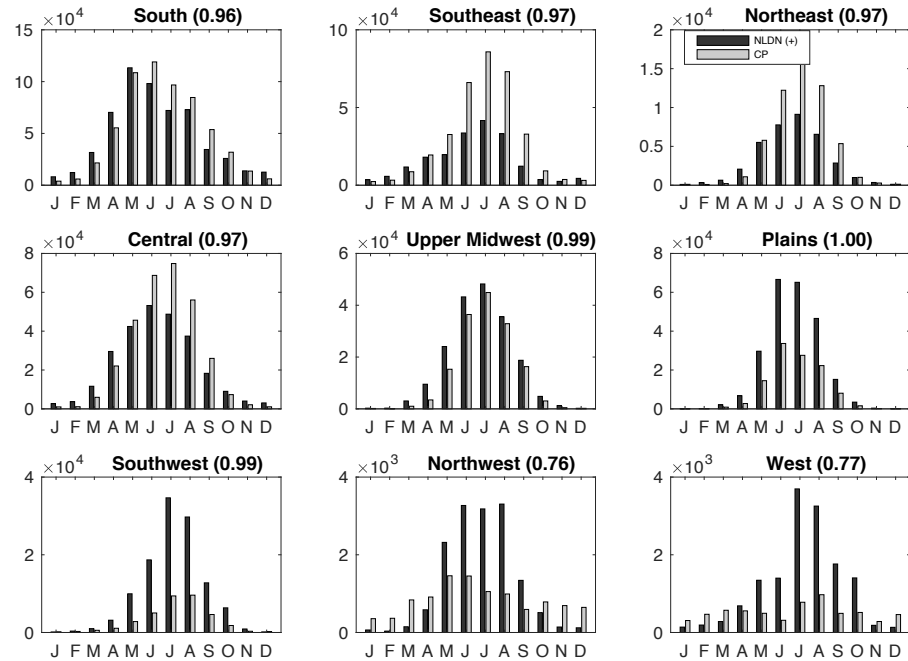 South (0.96)
Southeast (0.97)
Northeast (0.97)
×10⁴
×10⁴
×10⁴
15
10
5
0
J F M A M J J A S O N D
10
5
0
J F M A M J J A S O N D
2
1.5
1
0.5
0
NLDN (+)
CP
J F M A M J J A S O N D
Central (0.97)
Upper Midwest (0.99)
Plains (1.00)
×10⁴
×10⁴
×10⁴
8
6
4
2
0
J F M A M J J A S O N D
6
4
2
0
J F M A M J J A S O N D
8
6
4
2
0
J F M A M J J A S O N D
Southwest (0.99)
Northwest (0.76)
West (0.77)
×10⁴
×10³
×10³
4
2
0
J F M A M J J A S O N D
4
2
0
J F M A M J J A S O N D
4
2
0
J F M A M J J A S O N D